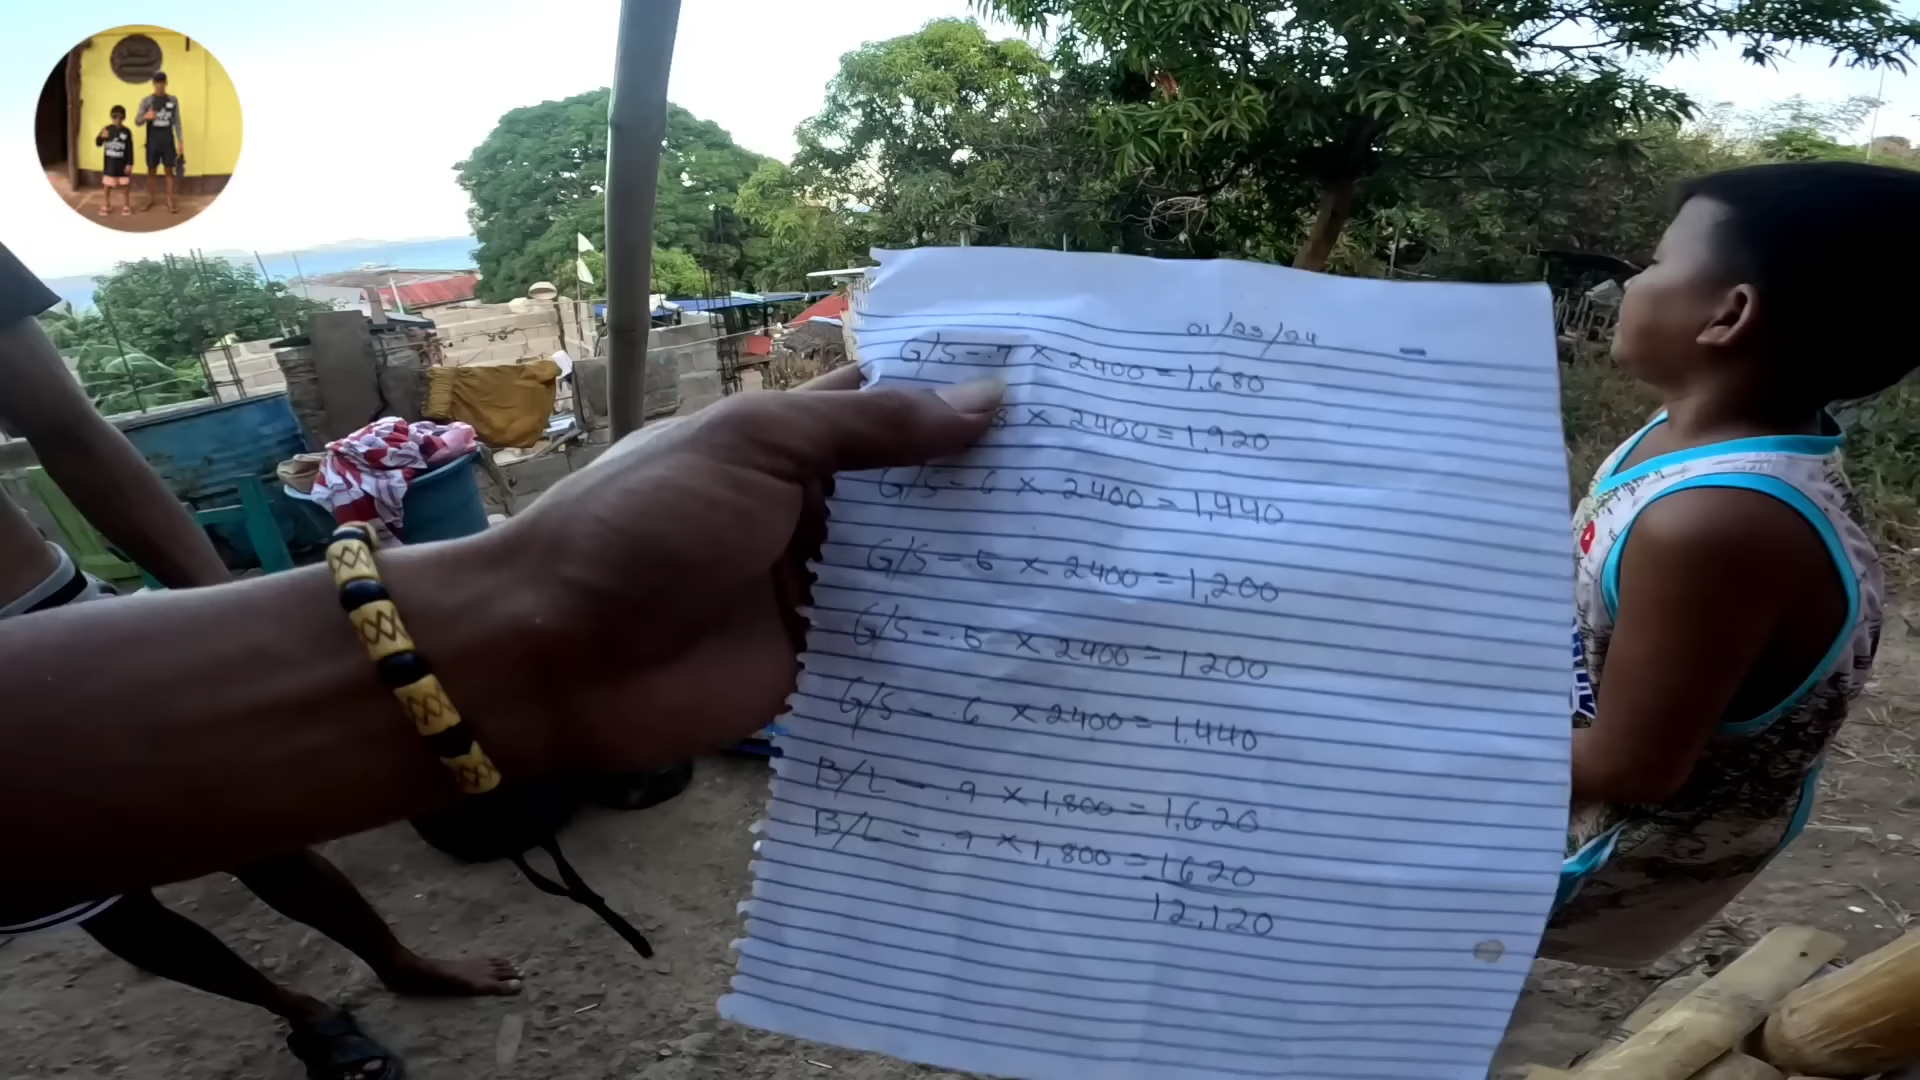 01/23/24
G/S - .7 x 2400 = 1,680
8 x 2400 = 1,920
G/S - 6 x 2400 = 1,440
G/S - .5 x 2400 = 1,200
G/S - .5 x 2400 = 1200
G/S - .6 x 2400 = 1.440
B/L - .9 x 1,800 = 1,620
B/L - .9 x 1,800 = 1620
12,120